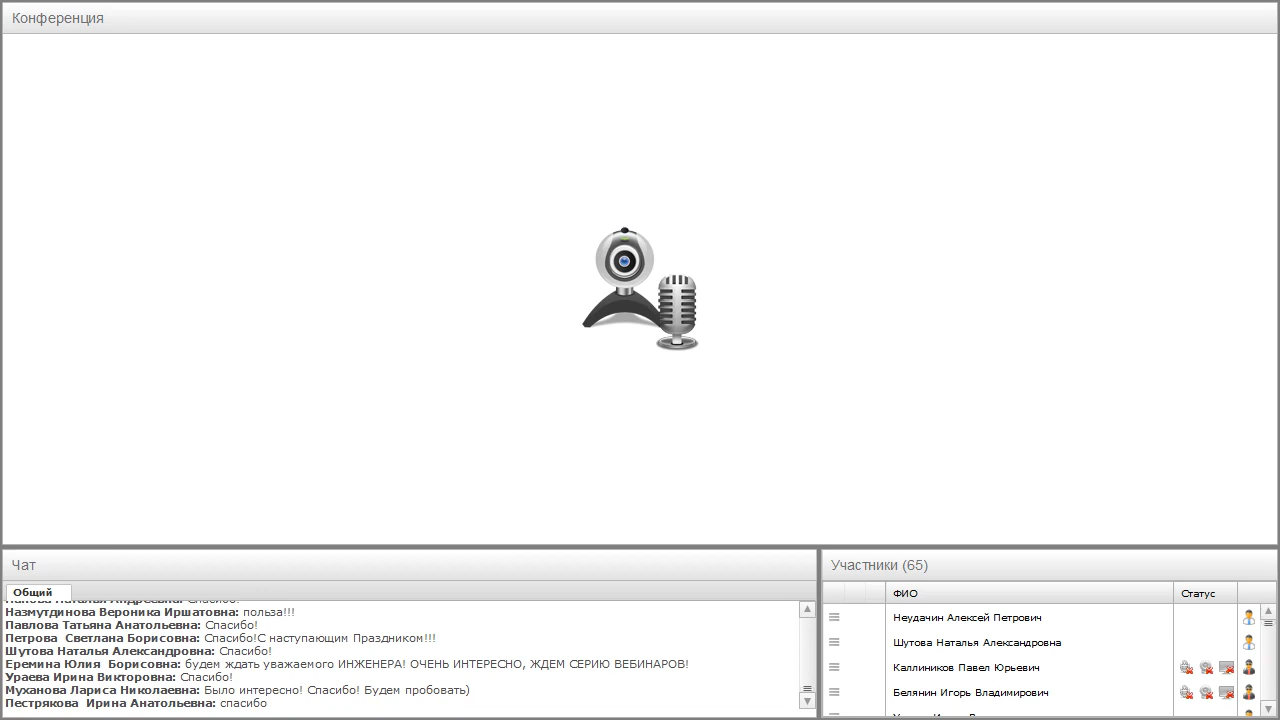 Конференция
Чат
Общий
Назмутдинова Вероника Иршатовна: польза!!!
Павлова Татьяна Анатольевна: Спасибо!
Петрова  Светлана Борисовна: Спасибо!С наступающим Праздником!!!
Шутова Наталья Александровна: Спасибо!
Еремина Юлия  Борисовна: будем ждать уважаемого ИНЖЕНЕРА! ОЧЕНЬ ИНТЕРЕСНО, ЖДЕМ СЕРИЮ ВЕБИНАРОВ!
Ураева Ирина Викторовна: Спасибо!
Муханова Лариса Николаевна: Было интересно! Спасибо! Будем пробовать)
Пестрякова  Ирина Анатольевна: спасибо
Участники (65)
ФИО Статус
Неудачин Алексей Петрович
Шутова Наталья Александровна
Каллиников Павел Юрьевич
Белянин Игорь Владимирович